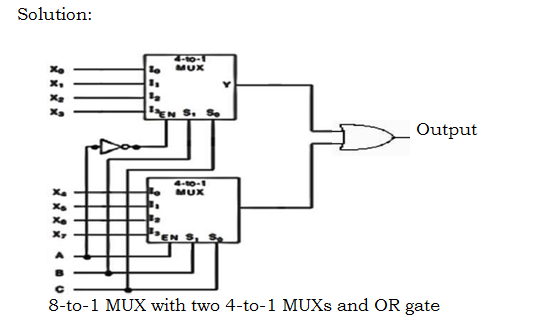 Solution:
4-to-1
MUX
X₀ I₀
X₁ I₁ Y
X₂ I₂
X₃ I₃ EN S₁ S₀
Output
4-to-1
MUX
X₄ I₀
X₅ I₁
X₆ I₂
X₇ I₃ EN S₁ S₀
A
B
C
8-to-1 MUX with two 4-to-1 MUXs and OR gate